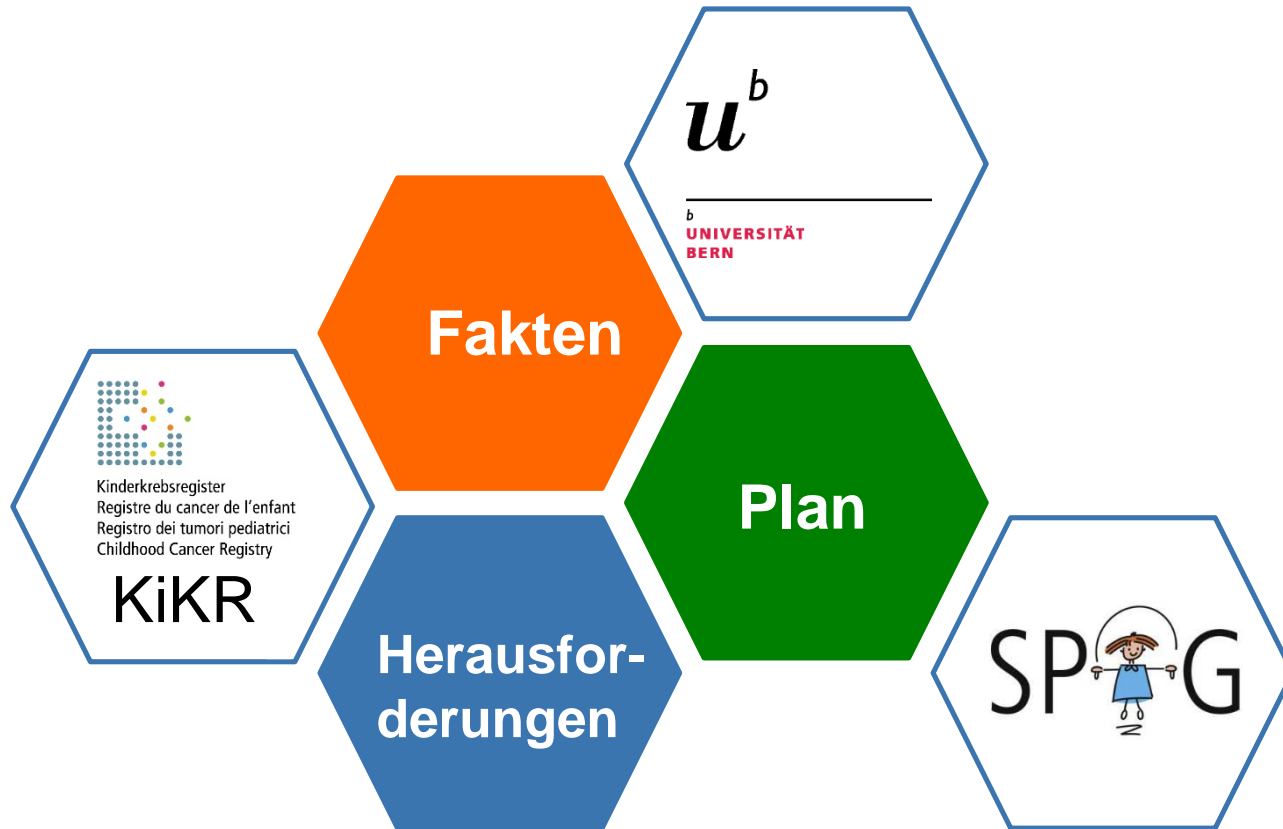 u b
b
UNIVERSITÄT
BERN
Fakten
Kinderkrebsregister
Registre du cancer de l'enfant
Registro dei tumori pediatrici
Childhood Cancer Registry
KiKR
Plan
Herausfor-
derungen
SPOG